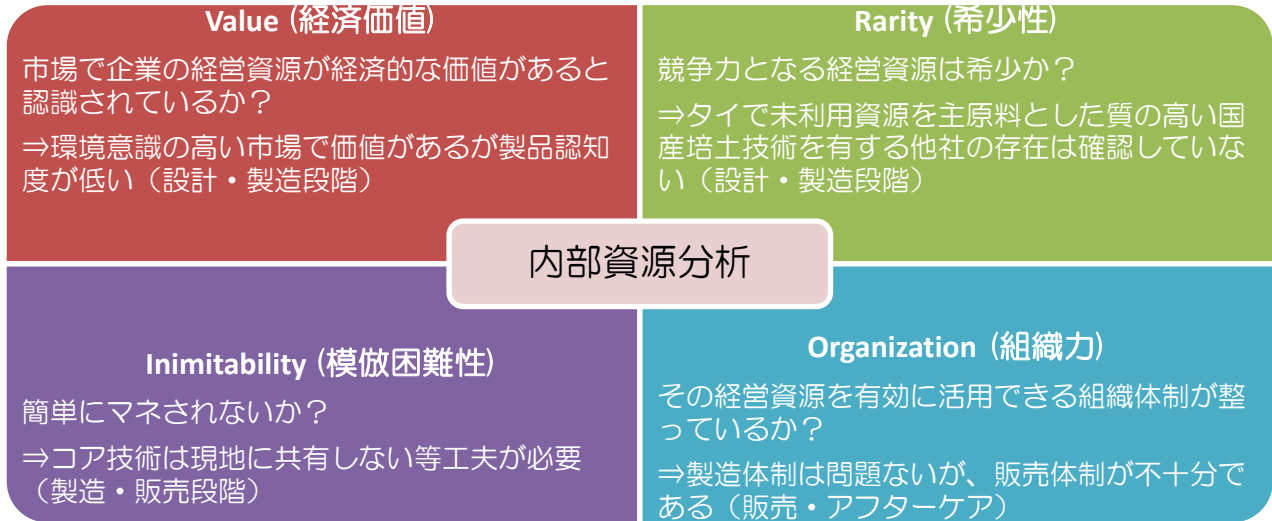 Value (経済価値)
市場で企業の経営資源が経済的な価値があると
認識されているか？
⇒環境意識の高い市場で価値があるが製品認知
度が低い（設計・製造段階）
Rarity (希少性)
競争力となる経営資源は希少か？
⇒タイで未利用資源を主原料とした質の高い国
産培土技術を有する他社の存在は確認していな
い（設計・製造段階）
内部資源分析
Inimitability (模倣困難性)
簡単にマネされないか？
⇒コア技術は現地に共有しない等工夫が必要
（製造・販売段階）
Organization (組織力)
その経営資源を有効に活用できる組織体制が整
っているか？
⇒製造体制は問題ないが、販売体制が不十分で
ある（販売・アフターケア）